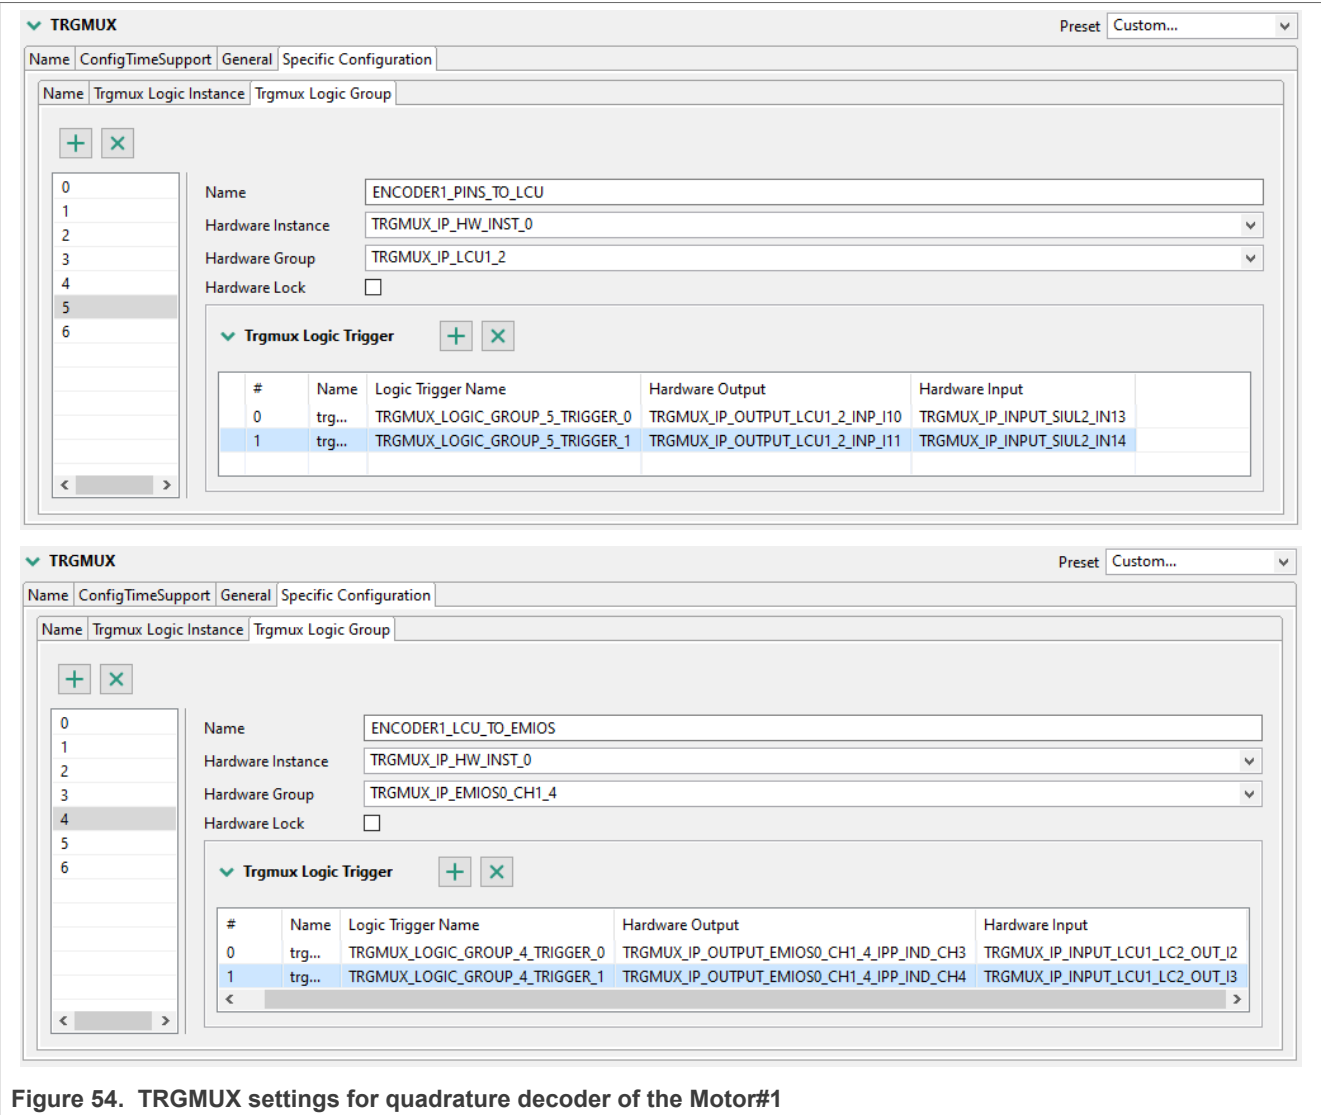 TRGMUX
Preset Custom...
Name ConfigTimeSupport General Specific Configuration
Name Trgmux Logic Instance Trgmux Logic Group
0
1
2
3
4
5
6
Name ENCODER1_PINS_TO_LCU
Hardware Instance TRGMUX_IP_HW_INST_0
Hardware Group TRGMUX_IP_LCU1_2
Hardware Lock
Trgmux Logic Trigger
# Name Logic Trigger Name Hardware Output Hardware Input
0 trg... TRGMUX_LOGIC_GROUP_5_TRIGGER_0 TRGMUX_IP_OUTPUT_LCU1_2_INP_I10 TRGMUX_IP_INPUT_SIUL2_IN13
1 trg... TRGMUX_LOGIC_GROUP_5_TRIGGER_1 TRGMUX_IP_OUTPUT_LCU1_2_INP_I11 TRGMUX_IP_INPUT_SIUL2_IN14
TRGMUX
Preset Custom...
Name ConfigTimeSupport General Specific Configuration
Name Trgmux Logic Instance Trgmux Logic Group
0
1
2
3
4
5
6
Name ENCODER1_LCU_TO_EMIOS
Hardware Instance TRGMUX_IP_HW_INST_0
Hardware Group TRGMUX_IP_EMIOS0_CH1_4
Hardware Lock
Trgmux Logic Trigger
# Name Logic Trigger Name Hardware Output Hardware Input
0 trg... TRGMUX_LOGIC_GROUP_4_TRIGGER_0 TRGMUX_IP_OUTPUT_EMIOS0_CH1_4_IPP_IND_CH3 TRGMUX_IP_INPUT_LCU1_LC2_OUT_I2
1 trg... TRGMUX_LOGIC_GROUP_4_TRIGGER_1 TRGMUX_IP_OUTPUT_EMIOS0_CH1_4_IPP_IND_CH4 TRGMUX_IP_INPUT_LCU1_LC2_OUT_I3
Figure 54. TRGMUX settings for quadrature decoder of the Motor#1